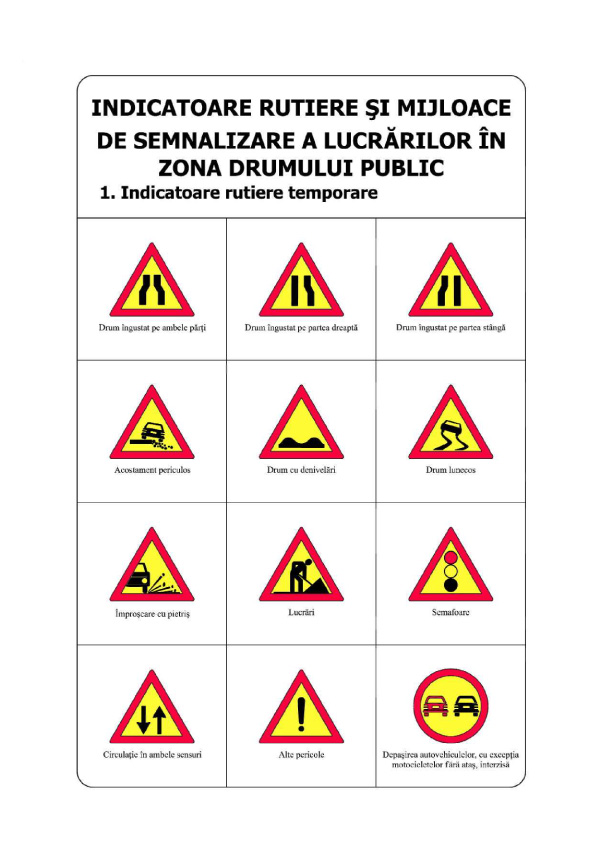 INDICATOARE RUTIERE ŞI MIJLOACE
DE SEMNALIZARE A LUCRĂRILOR ÎN
ZONA DRUMULUI PUBLIC
1. Indicatoare rutiere temporare
Drum îngustat pe ambele părţi
Drum îngustat pe partea dreaptă
Drum îngustat pe partea stângă
Acostament periculos
Drum cu denivelări
Drum lunecos
Împroşcare cu pietriş
Lucrări
Semafoare
Circulaţie în ambele sensuri
Alte pericole
Depaşirea autovehiculelor, cu excepţia
motocicletelor fără ataş, interzisă